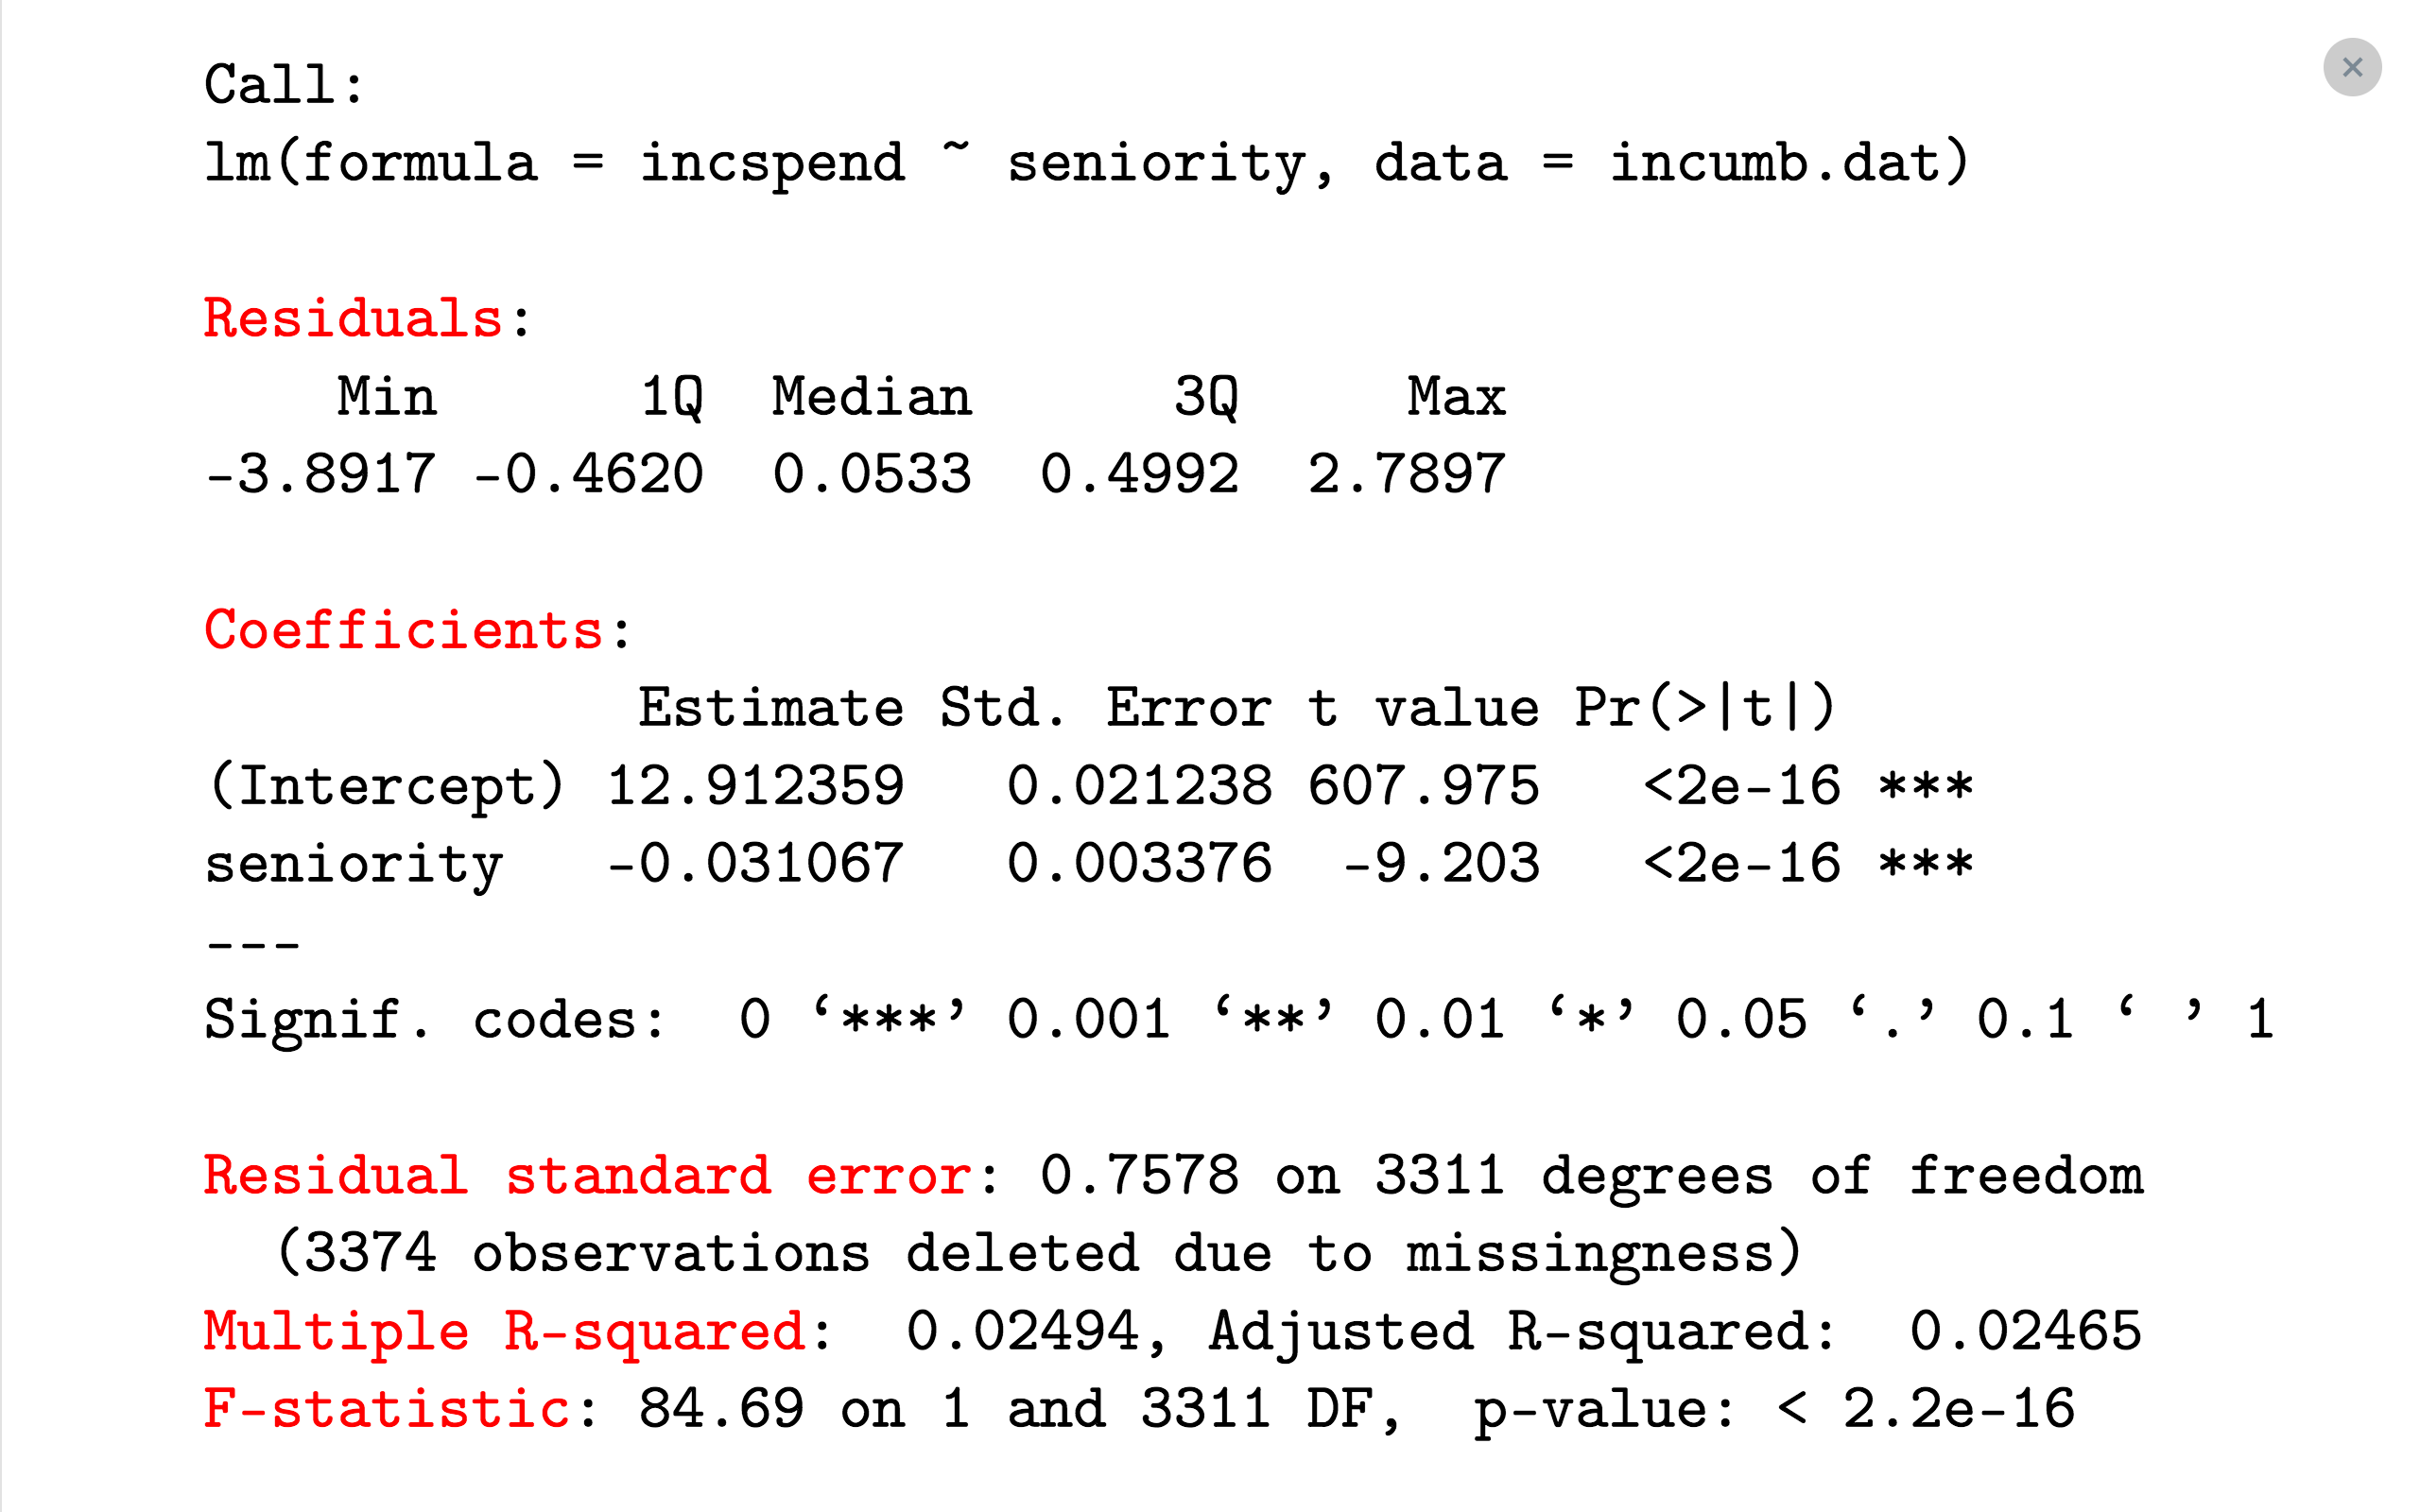 Call:
lm(formula = incspend ~ seniority, data = incumb.dat)
Residuals:
Min 1Q Median 3Q Max
-3.8917 -0.4620 0.0533 0.4992 2.7897
Coefficients:
Estimate Std. Error t value Pr(>|t|)
(Intercept) 12.912359 0.021238 607.975 <2e-16 ***
seniority -0.031067 0.003376 -9.203 <2e-16 ***
---
Signif. codes: 0 ‘***’ 0.001 ‘**’ 0.01 ‘*’ 0.05 ‘.’ 0.1 ‘ ’ 1
Residual standard error: 0.7578 on 3311 degrees of freedom
(3374 observations deleted due to missingness)
Multiple R-squared: 0.02494, Adjusted R-squared: 0.02465
F-statistic: 84.69 on 1 and 3311 DF, p-value: < 2.2e-16